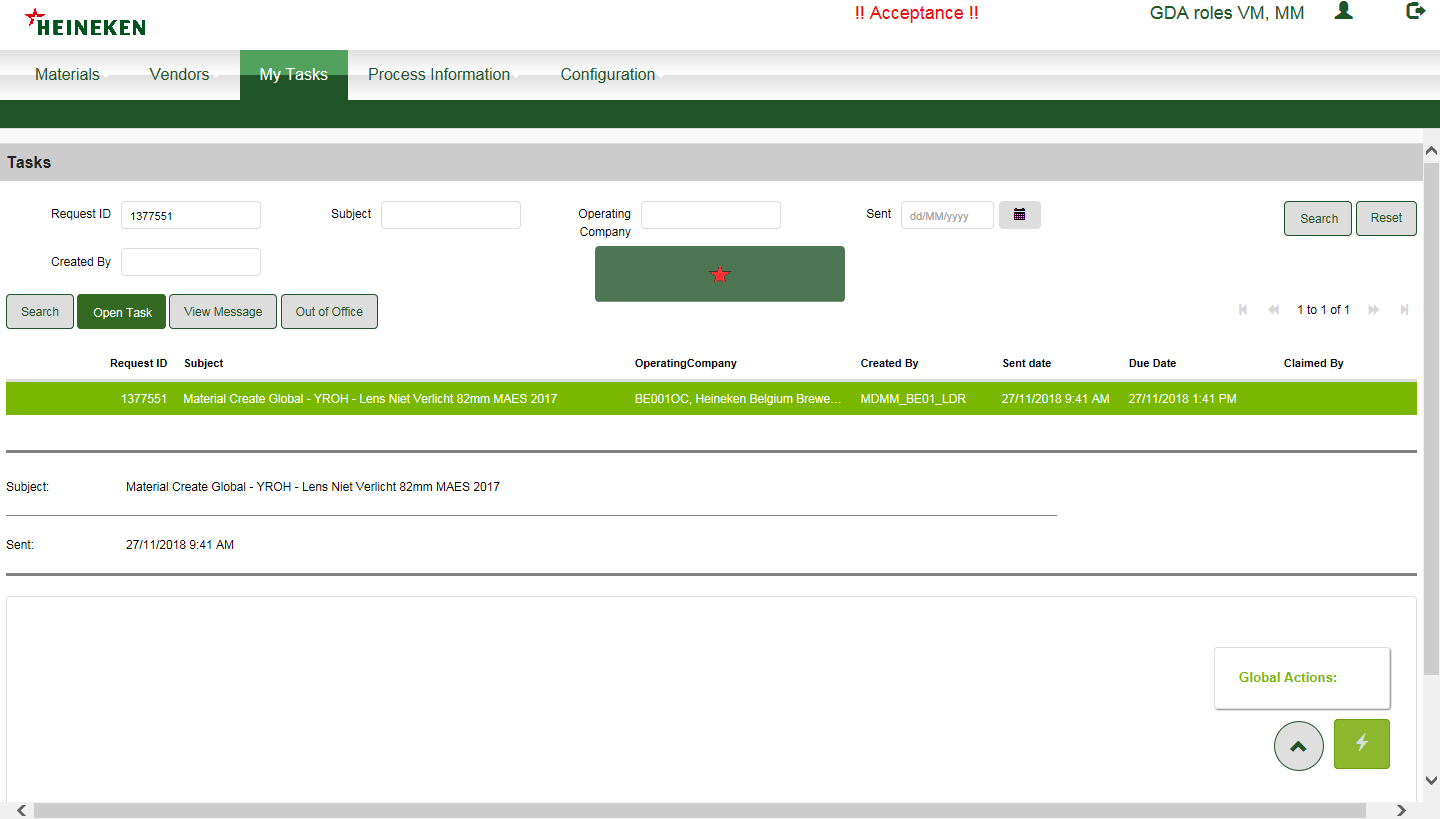 HEINEKEN
!! Acceptance !!
GDA roles VM, MM
Materials Vendors My Tasks Process Information Configuration
Tasks
Request ID 1377551 Subject Operating Company Sent dd/MM/yyyy Search Reset
Created By
Search Open Task View Message Out of Office 1 to 1 of 1
Request ID Subject OperatingCompany Created By Sent date Due Date Claimed By
1377551 Material Create Global - YROH - Lens Niet Verlicht 82mm MAES 2017 BE001OC, Heineken Belgium Brewe... MDMM_BE01_LDR 27/11/2018 9:41 AM 27/11/2018 1:41 PM
Subject: Material Create Global - YROH - Lens Niet Verlicht 82mm MAES 2017
Sent: 27/11/2018 9:41 AM
Global Actions: